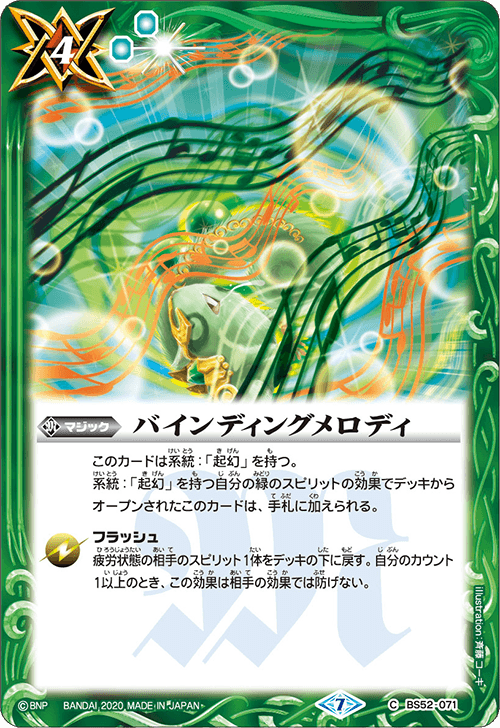 4
マジック
バインディングメロディ
このカードは系統：「起幻」を持つ。
系統：「起幻」を持つ自分の緑のスピリットの効果でデッキから
オープンされたこのカードは、手札に加えられる。
フラッシュ
疲労状態の相手のスピリット1体をデッキの下に戻す。自分のカウント
1以上のとき、この効果は相手の効果では防げない。
illustration:斉藤コーキ
©BNP BANDAI, 2020, MADE IN JAPAN
7
C BS52-071